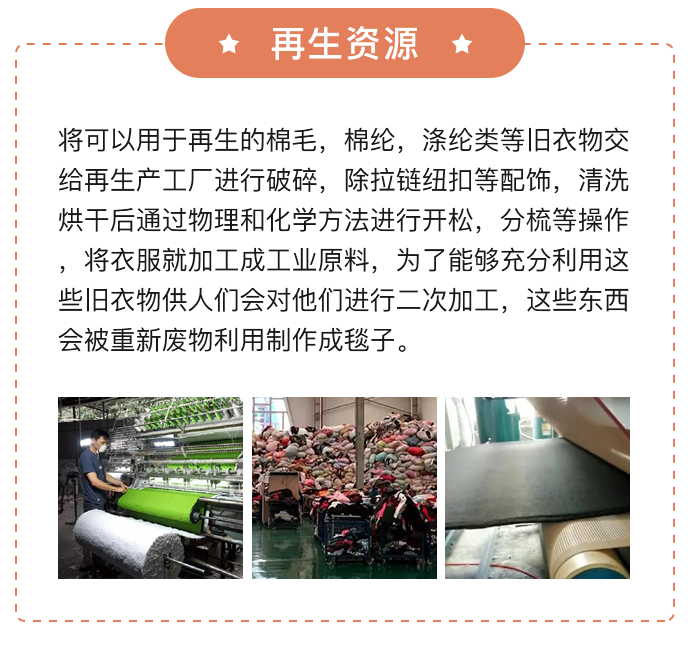 再生资源
将可以用于再生的棉毛，棉纶，涤纶类等旧衣物交
给再生产工厂进行破碎，除拉链纽扣等配饰，清洗
烘干后通过物理和化学方法进行开松，分梳等操作
，将衣服就加工成工业原料，为了能够充分利用这
些旧衣物供人们会对他们进行二次加工，这些东西
会被重新废物利用制作成毯子。